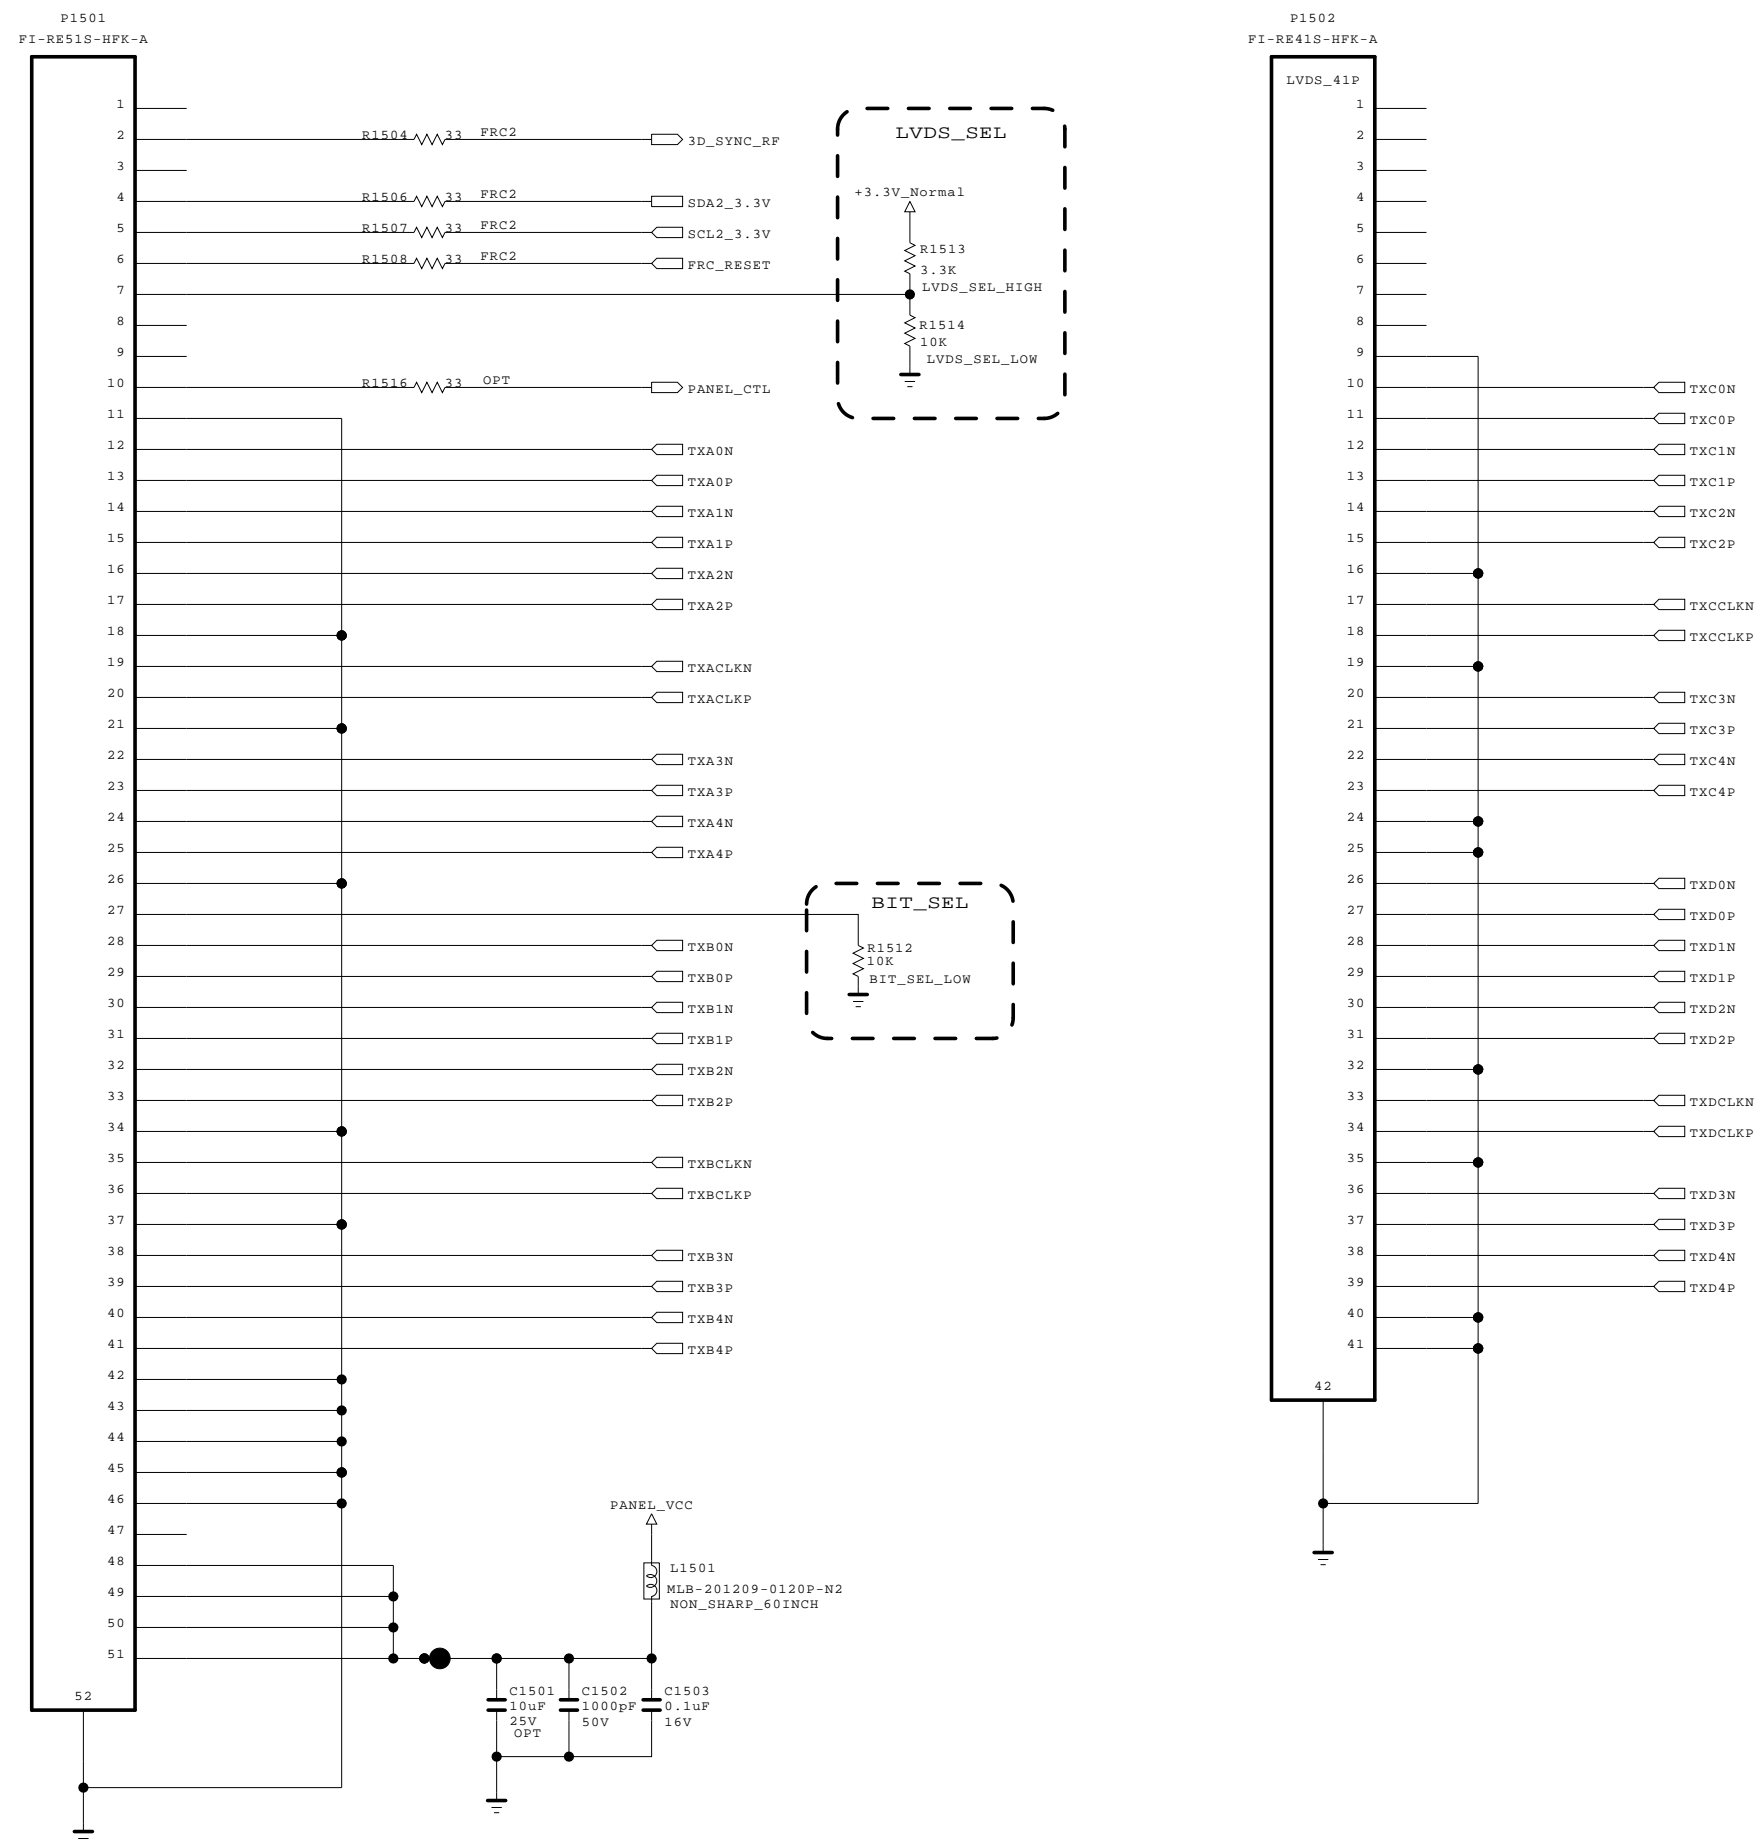 P1501
FI-RE51S-HFK-A
1
2 R1504 33 FRC2 3D_SYNC_RF
3
4 R1506 33 FRC2 SDA2_3.3V
5 R1507 33 FRC2 SCL2_3.3V
6 R1508 33 FRC2 FRC_RESET
7
8
9
10 R1516 33 OPT PANEL_CTL
11
12 TXA0N
13 TXA0P
14 TXA1N
15 TXA1P
16 TXA2N
17 TXA2P
18
19 TXACLKN
20 TXACLKP
21
22 TXA3N
23 TXA3P
24 TXA4N
25 TXA4P
26
27
28 TXB0N
29 TXB0P
30 TXB1N
31 TXB1P
32 TXB2N
33 TXB2P
34
35 TXBCLKN
36 TXBCLKP
37
38 TXB3N
39 TXB3P
40 TXB4N
41 TXB4P
42
43
44
45
46
47
48
49
50
51
52
LVDS_SEL
+3.3V_Normal
R1513
3.3K
LVDS_SEL_HIGH
R1514
10K
LVDS_SEL_LOW
BIT_SEL
R1512
10K
BIT_SEL_LOW
PANEL_VCC
L1501
MLB-201209-0120P-N2
NON_SHARP_60INCH
C1501
10uF
25V
OPT
C1502
1000pF
50V
C1503
0.1uF
16V
P1502
FI-RE41S-HFK-A
LVDS_41P
1
2
3
4
5
6
7
8
9
10 TXC0N
11 TXC0P
12 TXC1N
13 TXC1P
14 TXC2N
15 TXC2P
16
17 TXCCLKN
18 TXCCLKP
19
20 TXC3N
21 TXC3P
22 TXC4N
23 TXC4P
24
25
26 TXD0N
27 TXD0P
28 TXD1N
29 TXD1P
30 TXD2N
31 TXD2P
32
33 TXDCLKN
34 TXDCLKP
35
36 TXD3N
37 TXD3P
38 TXD4N
39 TXD4P
40
41
42